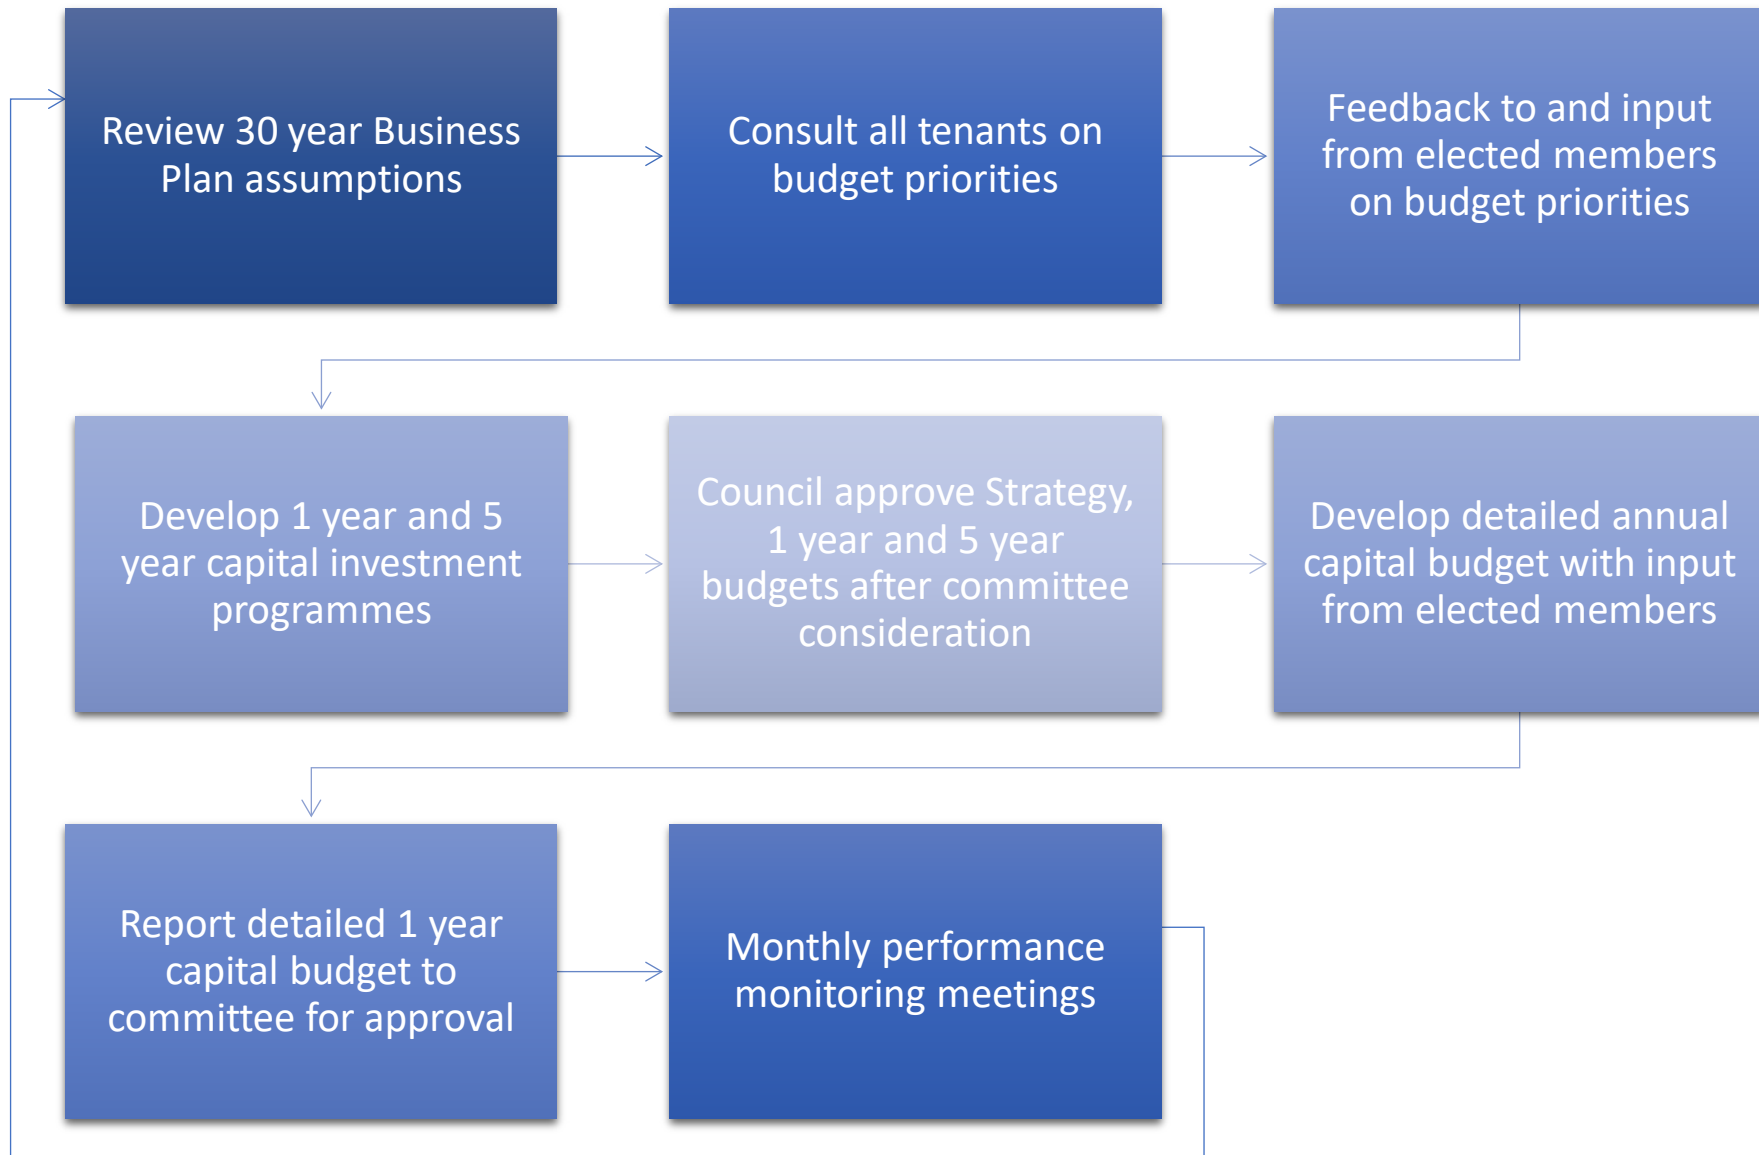 Review 30 year Business
Plan assumptions
Consult all tenants on
budget priorities
Feedback to and input
from elected members
on budget priorities
Develop 1 year and 5
year capital investment
programmes
Council approve Strategy,
1 year and 5 year
budgets after committee
consideration
Develop detailed annual
capital budget with input
from elected members
Report detailed 1 year
capital budget to
committee for approval
Monthly performance
monitoring meetings